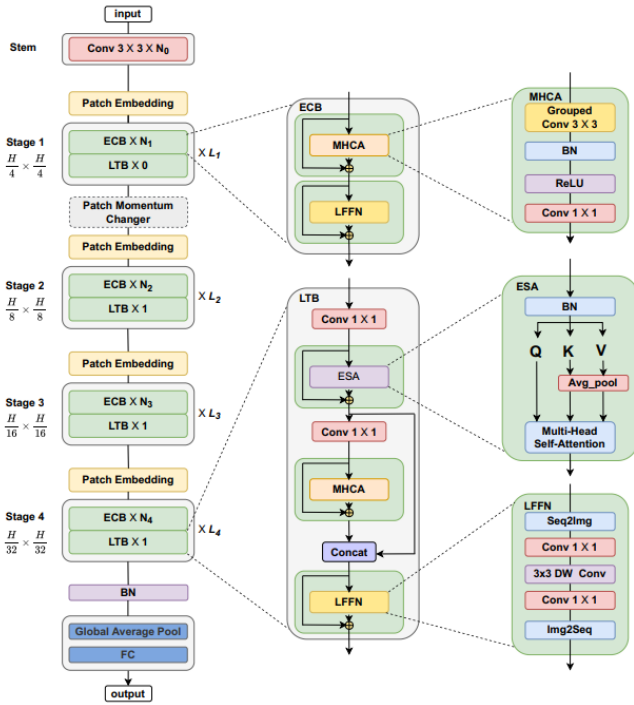 input
Stem
Conv 3 X 3 X N0
Patch Embedding
Stage 1
H/4 × H/4
ECB X N1
LTB X 0
X L1
Patch Momentum
Changer
Patch Embedding
Stage 2
H/8 × H/8
ECB X N2
LTB X 1
X L2
Patch Embedding
Stage 3
H/16 × H/16
ECB X N3
LTB X 1
X L3
Patch Embedding
Stage 4
H/32 × H/32
ECB X N4
LTB X 1
X L4
BN
Global Average Pool
FC
output
ECB
MHCA
LFFN
LTB
Conv 1 X 1
ESA
Conv 1 X 1
MHCA
Concat
LFFN
MHCA
Grouped
Conv 3 X 3
BN
ReLU
Conv 1 X 1
ESA
BN
Q K V
Avg_pool
Multi-Head
Self-Attention
LFFN
Seq2Img
Conv 1 X 1
3x3 DW Conv
Conv 1 X 1
Img2Seq